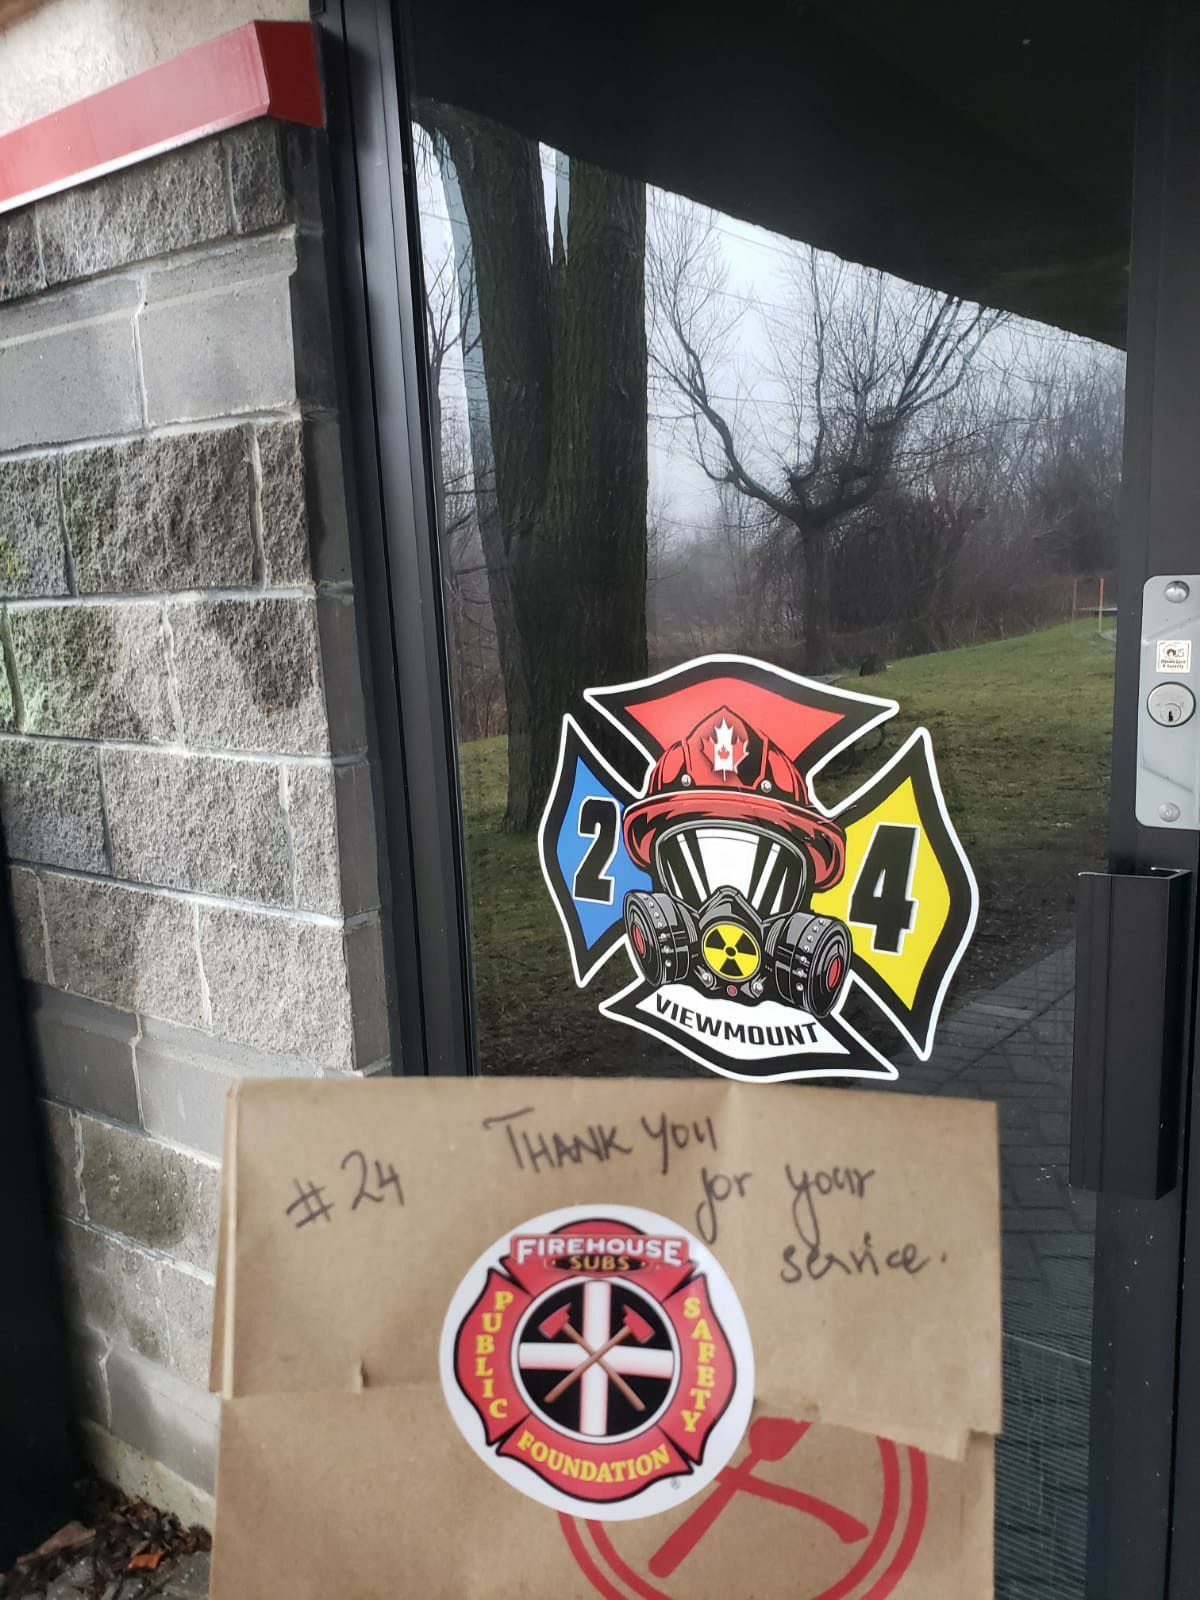 2 4
VIEWMOUNT
#24 THANK YOU
for your
service.
FIREHOUSE
SUBS
PUBLIC
SAFETY
FOUNDATION
®